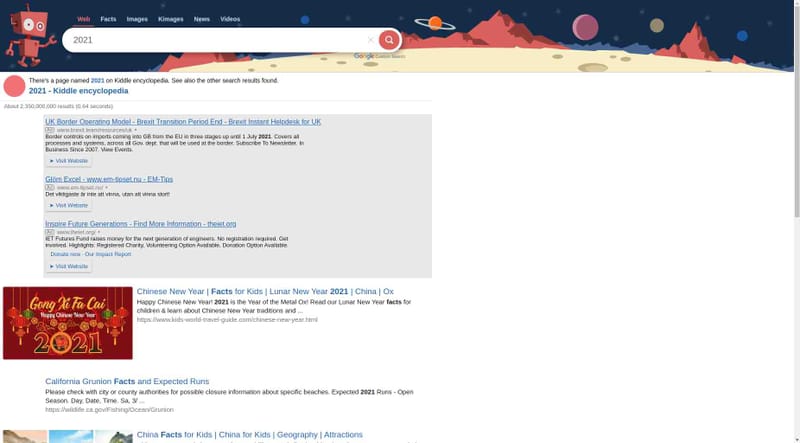 Web Facts Images Kimages News Videos
2021
Google Custom Search
There's a page named 2021 on Kiddle encyclopedia. See also the other search results found.
2021 - Kiddle encyclopedia
About 2,350,000,000 results (0.64 seconds)
UK Border Operating Model - Brexit Transition Period End - Brexit Instant Helpdesk for UK
Ad www.brexit.team/resources/uk
Border controls on imports coming into GB from the EU in three stages up until 1 July 2021. Covers all
processes and systems, across all Gov. dept. that will be used at the border. Subscribe To Newsletter. In
Business Since 2007. View Events.
► Visit Website
Glöm Excel - www.em-tipset.nu - EM-Tips
Ad www.em-tipset.nu/
Det viktigaste är inte att vinna, utan att vinna stort!
► Visit Website
Inspire Future Generations - Find More Information - theiet.org
Ad www.theiet.org/
IET Futures Fund raises money for the next generation of engineers. No registration required. Get
involved. Highlights: Registered Charity, Volunteering Option Available, Donation Option Available.
Donate now - Our Impact Report
► Visit Website
Gong Xi Fa Cai
Happy Chinese New Year
2021
Chinese New Year | Facts for Kids | Lunar New Year 2021 | China | Ox
Happy Chinese New Year! 2021 is the Year of the Metal Ox! Read our Lunar New Year facts for
children & learn about Chinese New Year traditions and ...
https://www.kids-world-travel-guide.com/chinese-new-year.html
California Grunion Facts and Expected Runs
Please check with city or county authorities for possible closure information about specific beaches. Expected 2021 Runs - Open
Season. Day, Date, Time. Sa, 3/ ...
https://wildlife.ca.gov/Fishing/Ocean/Grunion
China Facts for Kids | China for Kids | Geography | Attractions